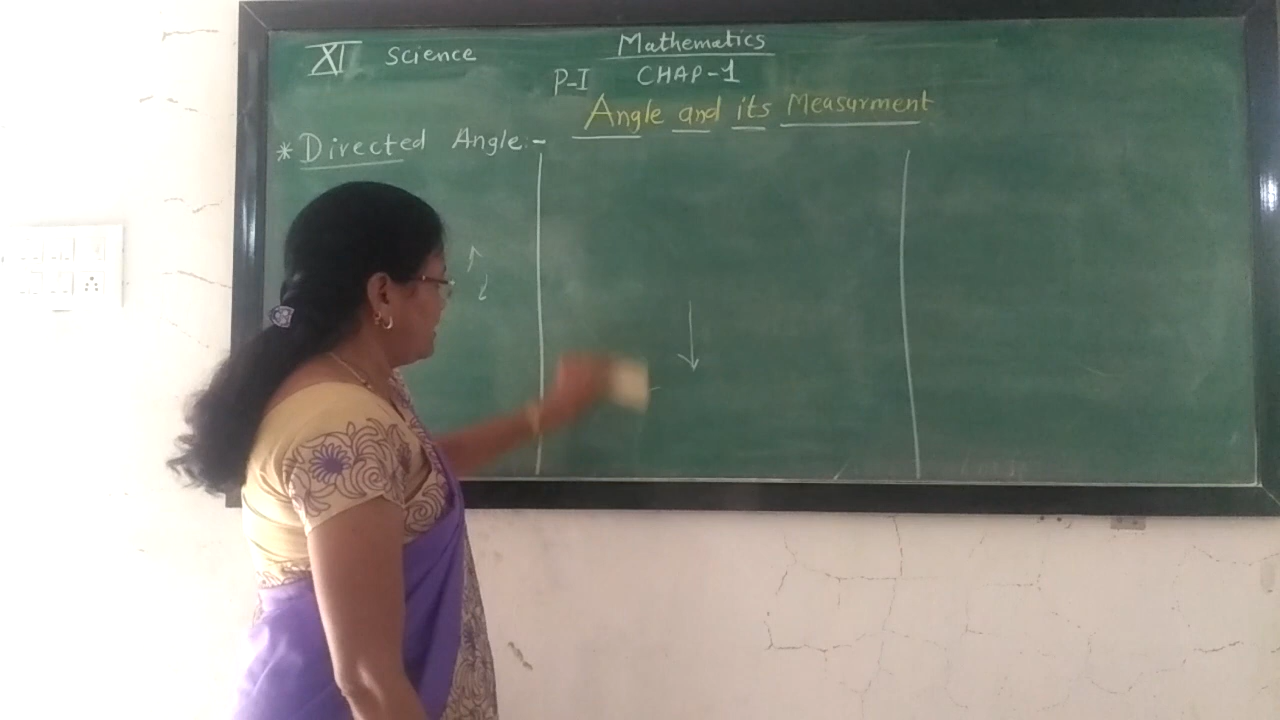 XI Science
Mathematics
P-I CHAP-1
Angle and its Measurment
* Directed Angle:-